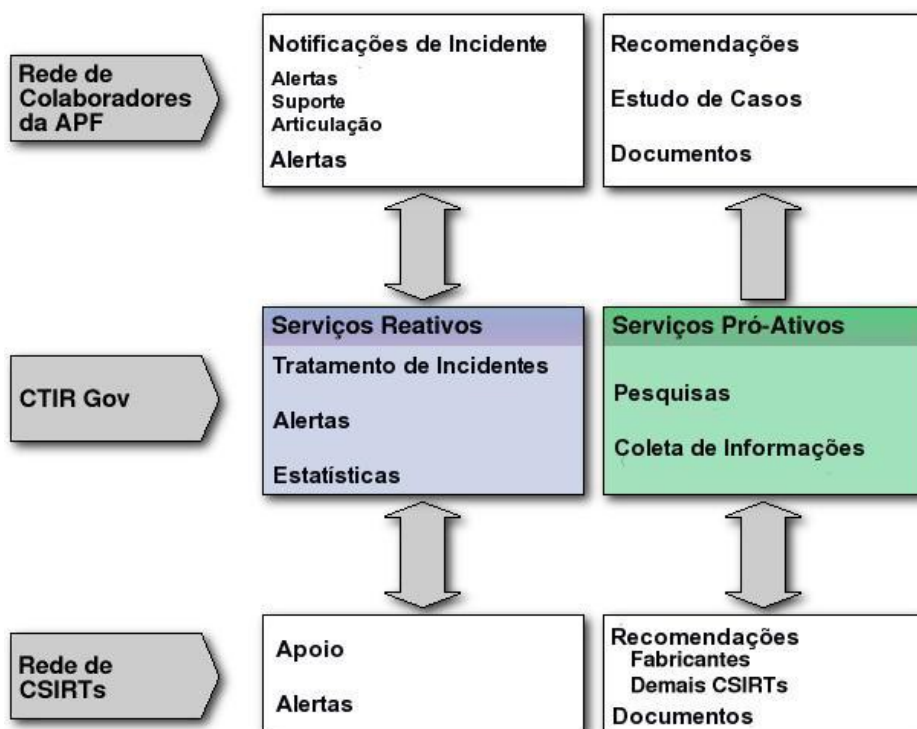 Rede de
Colaboradores
da APF
Notificações de Incidente
Alertas
Suporte
Articulação
Alertas
Recomendações
Estudo de Casos
Documentos
CTIR Gov
Serviços Reativos
Tratamento de Incidentes
Alertas
Estatísticas
Serviços Pró-Ativos
Pesquisas
Coleta de Informações
Rede de
CSIRTs
Apoio
Alertas
Recomendações
Fabricantes
Demais CSIRTs
Documentos